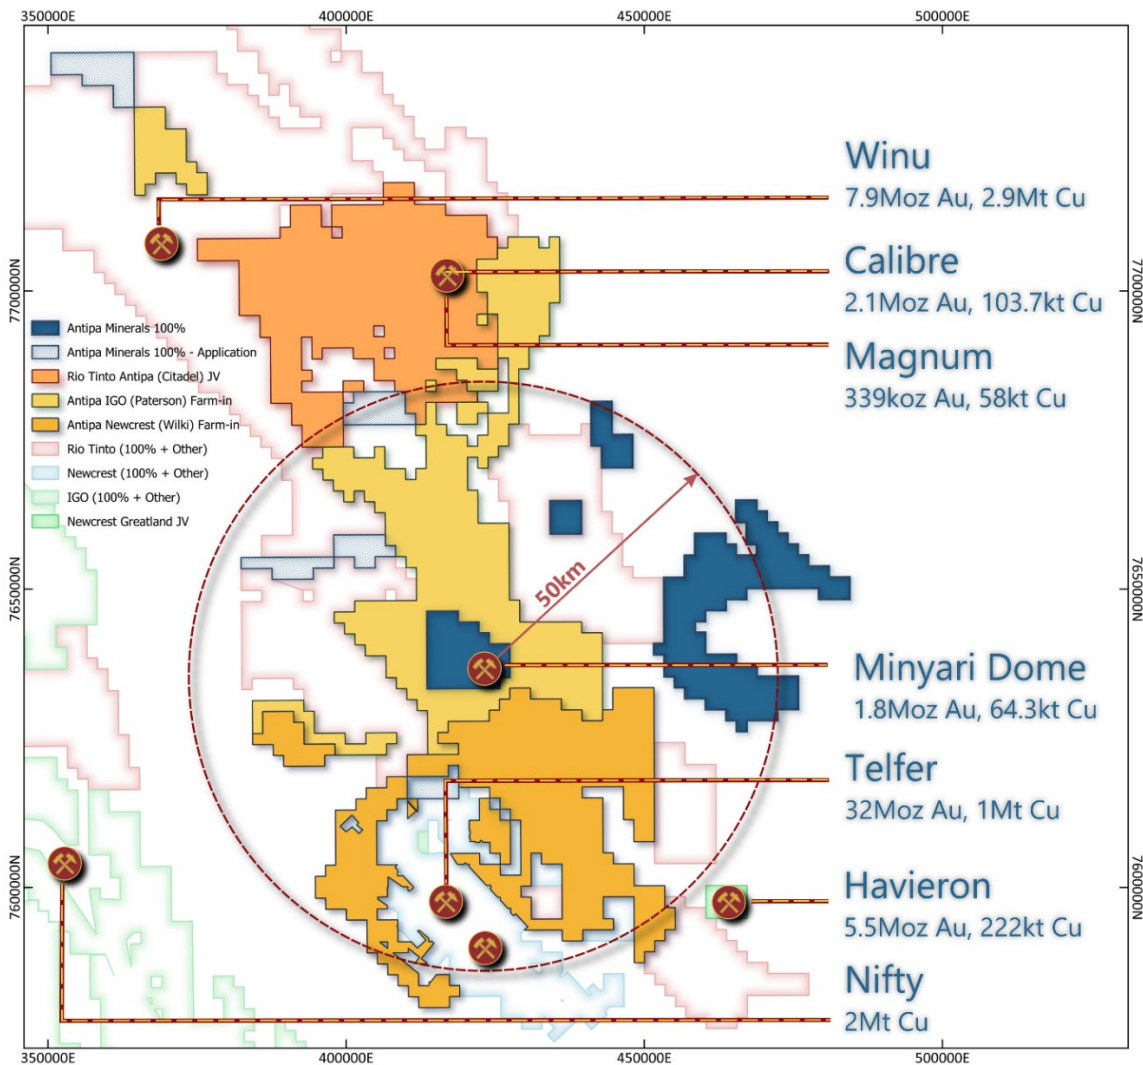 350000E
400000E
450000E
500000E
Winu
7.9Moz Au, 2.9Mt Cu
Calibre
2.1Moz Au, 103.7kt Cu
Magnum
339koz Au, 58kt Cu
7700000N
7700000N
Antipa Minerals 100%
Antipa Minerals 100% - Application
Rio Tinto Antipa (Citadel) JV
Antipa IGO (Paterson) Farm-in
Antipa Newcrest (Wilki) Farm-in
Rio Tinto (100% + Other)
Newcrest (100% + Other)
IGO (100% + Other)
Newcrest Greatland JV
50km
7650000N
7650000N
Minyari Dome
1.8Moz Au, 64.3kt Cu
Telfer
32Moz Au, 1Mt Cu
7600000N
7600000N
Havieron
5.5Moz Au, 222kt Cu
Nifty
2Mt Cu
350000E
400000E
450000E
500000E